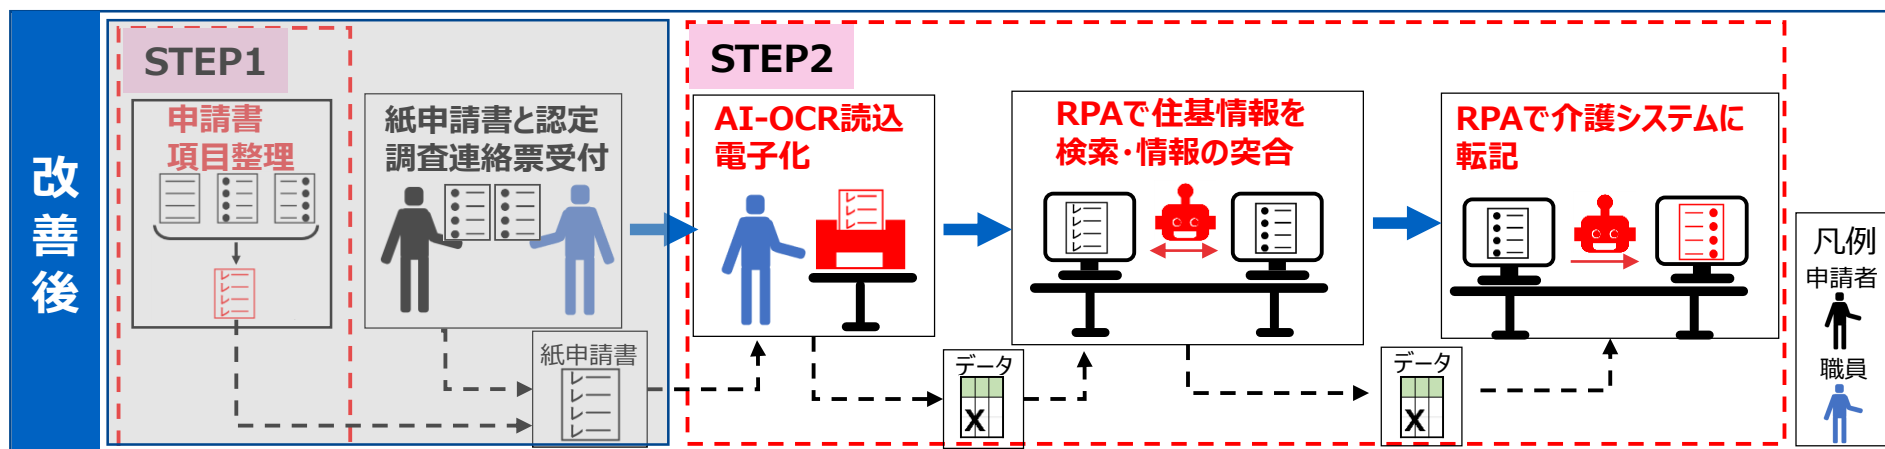 改善後
STEP1
申請書
項目整理
紙申請書と認定
調査連絡票受付
紙申請書
STEP2
AI-OCR読込
電子化
データ
X
RPAで住基情報を
検索・情報の突合
データ
X
RPAで介護システムに
転記
凡例
申請者
職員